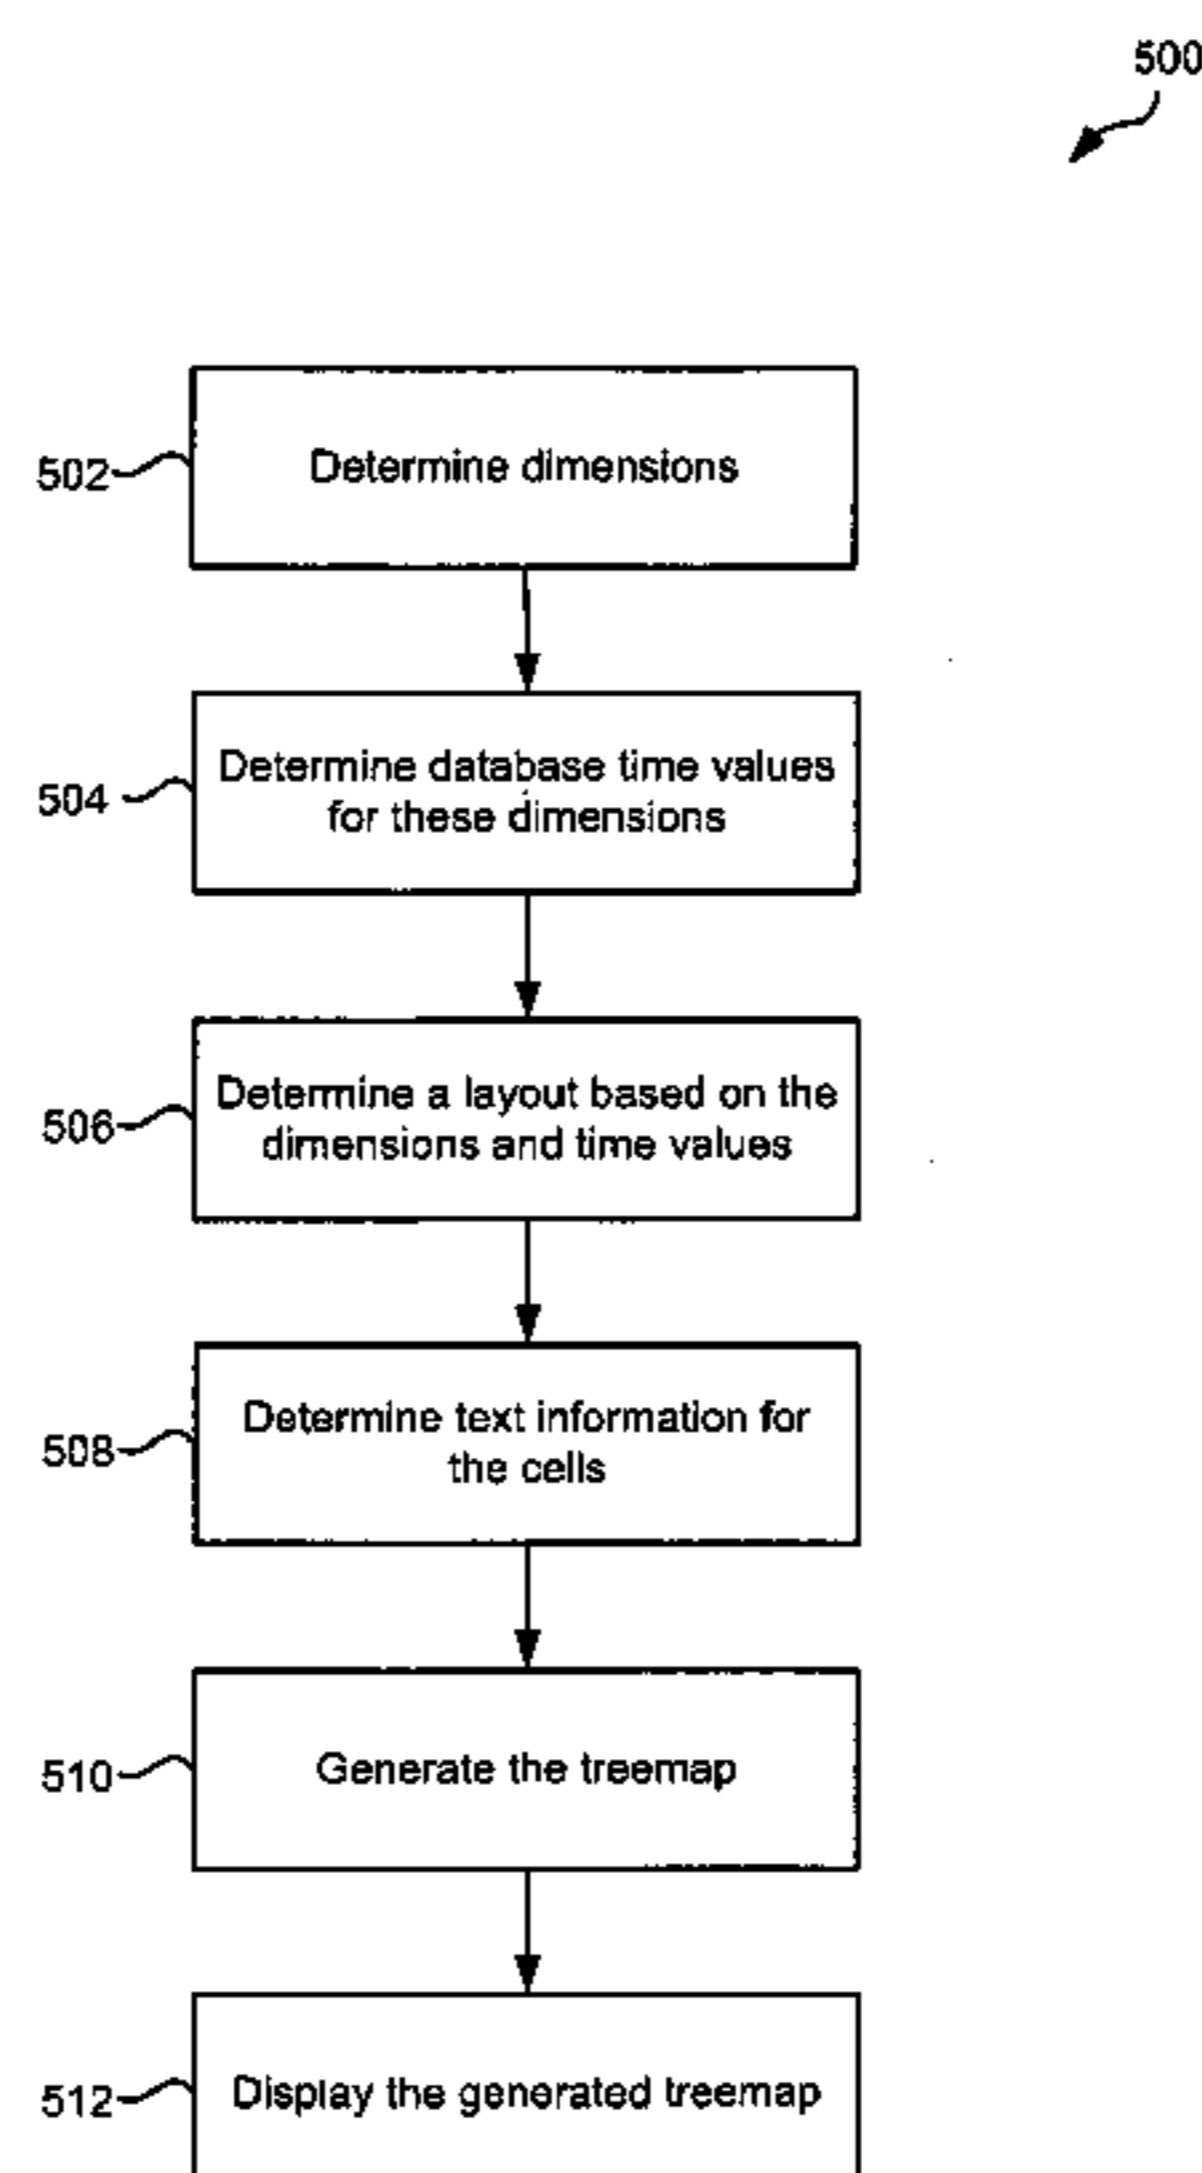 500
502
Determine dimensions
504
Determine database time values
for these dimensions
506
Determine a layout based on the
dimensions and time values
508
Determine text information for
the cells
510
Generate the treemap
512
Display the generated treemap